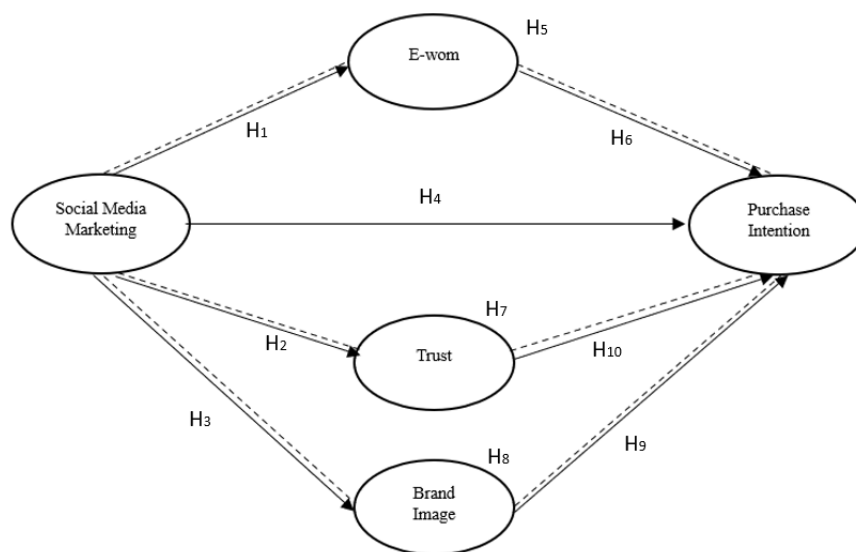 H5
E-wom
H1
H6
Social Media
Marketing
H4
Purchase
Intention
H7
H2
Trust
H10
H3
H8
H9
Brand
Image